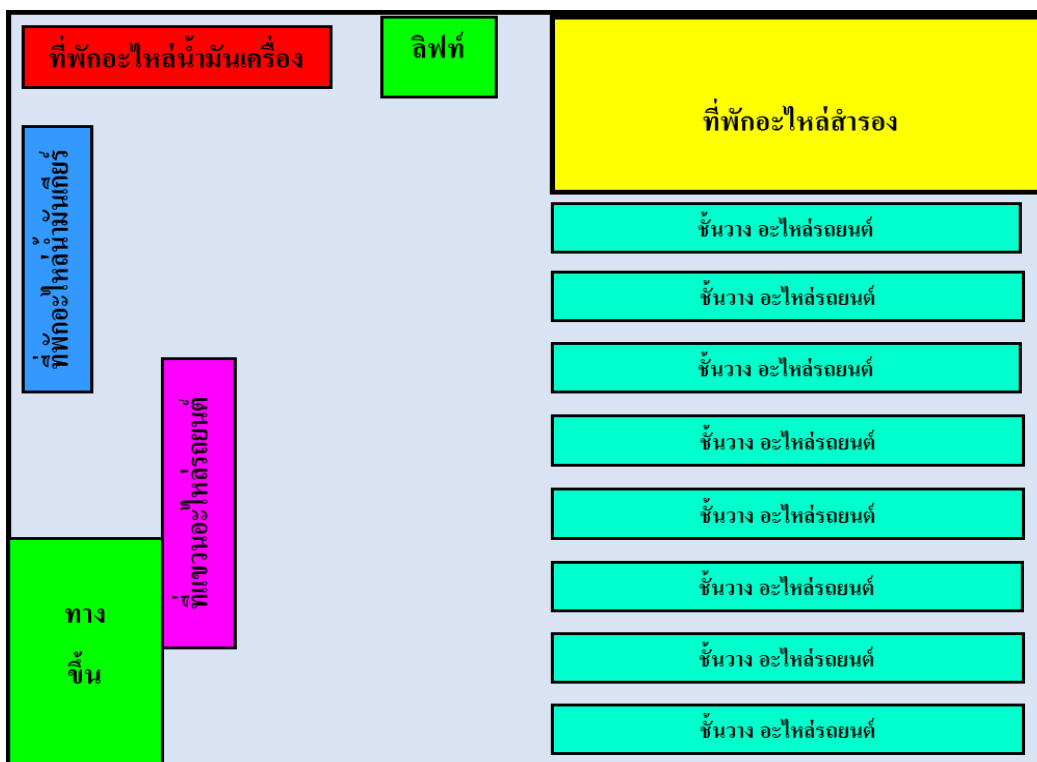 ที่พักอะไหล่น้ำมันเครื่อง
ลิฟท์
ที่พักอะไหล่สำรอง
ที่พักอะไหล่น้ำมันเกียร์
ชั้นวาง อะไหล่รถยนต์
ชั้นวาง อะไหล่รถยนต์
ชั้นวาง อะไหล่รถยนต์
ที่แขวนอะไหล่รถยนต์
ชั้นวาง อะไหล่รถยนต์
ชั้นวาง อะไหล่รถยนต์
ชั้นวาง อะไหล่รถยนต์
ทาง
ขึ้น
ชั้นวาง อะไหล่รถยนต์
ชั้นวาง อะไหล่รถยนต์